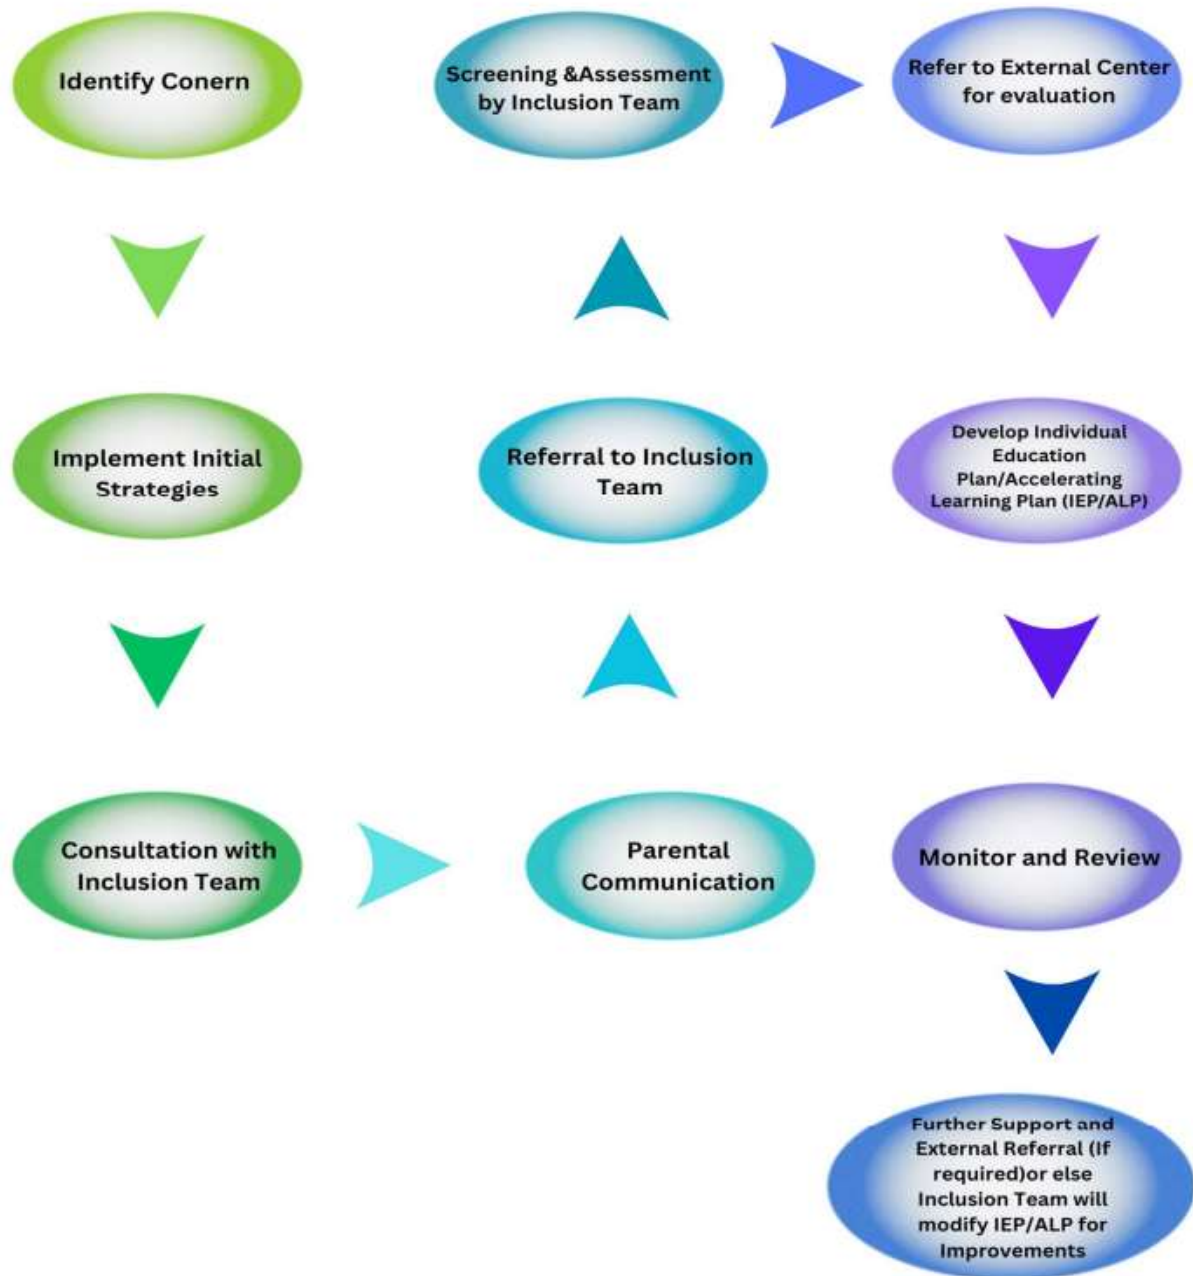 Identify Conern
Implement Initial
Strategies
Consultation with
Inclusion Team
Parental
Communication
Referral to Inclusion
Team
Screening &Assessment
by Inclusion Team
Refer to External Center
for evaluation
Develop Individual
Education
Plan/Accelerating
Learning Plan (IEP/ALP)
Monitor and Review
Further Support and
External Referral (If
required)or else
Inclusion Team will
modify IEP/ALP for
Improvements